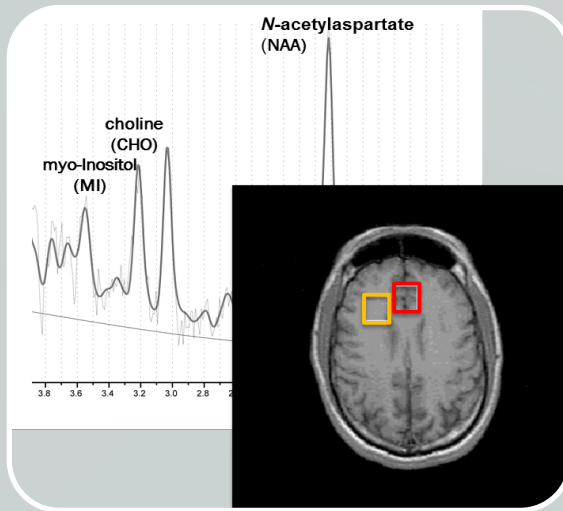 N-acetylaspartate
(NAA)
choline
(CHO)
myo-Inositol
(MI)
3.8 3.6 3.4 3.2 3.0 2.8